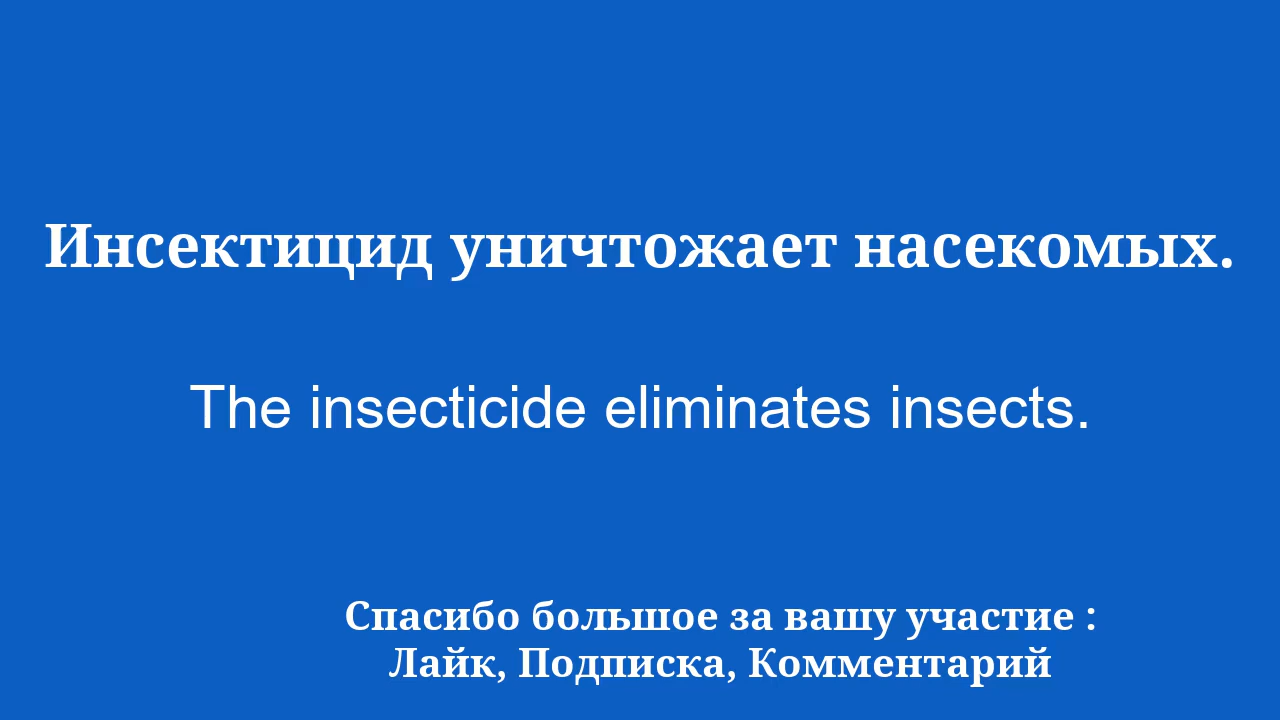 Инсектицид уничтожает насекомых.
The insecticide eliminates insects.
Спасибо большое за вашу участие :
Лайк, Подписка, Комментарий